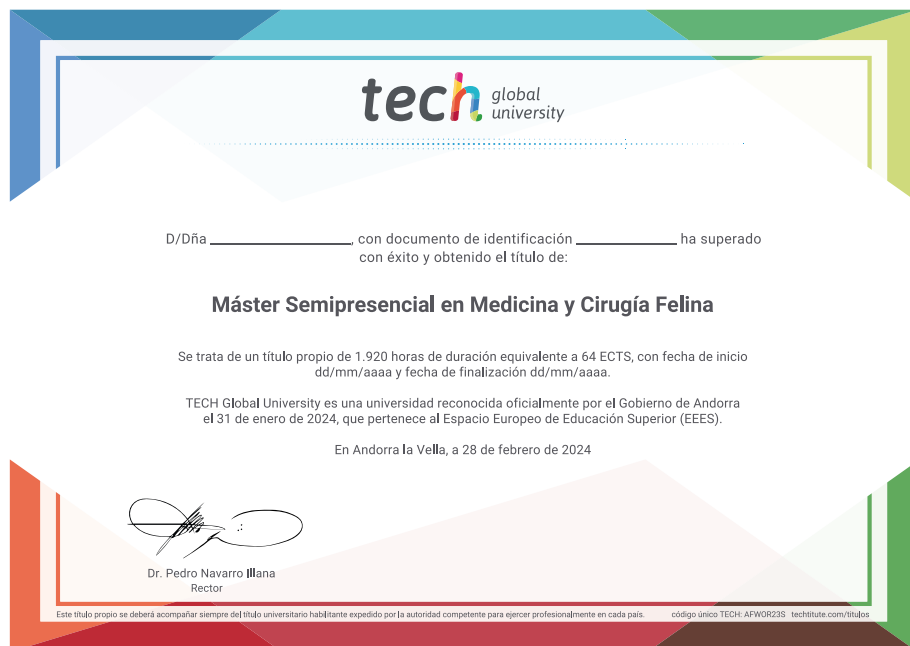 tech global university
D/Dña ____________________, con documento de identificación ______________ ha superado
con éxito y obtenido el título de:
Máster Semipresencial en Medicina y Cirugía Felina
Se trata de un título propio de 1.920 horas de duración equivalente a 64 ECTS, con fecha de inicio
dd/mm/aaaa y fecha de finalización dd/mm/aaaa.
TECH Global University es una universidad reconocida oficialmente por el Gobierno de Andorra
el 31 de enero de 2024, que pertenece al Espacio Europeo de Educación Superior (EEES).
En Andorra la Vella, a 28 de febrero de 2024
Dr. Pedro Navarro Illana
Rector
Este título propio se deberá acompañar siempre del título universitario habilitante expedido por la autoridad competente para ejercer profesionalmente en cada país. código único TECH: AFWOR23S techtitute.com/titulos